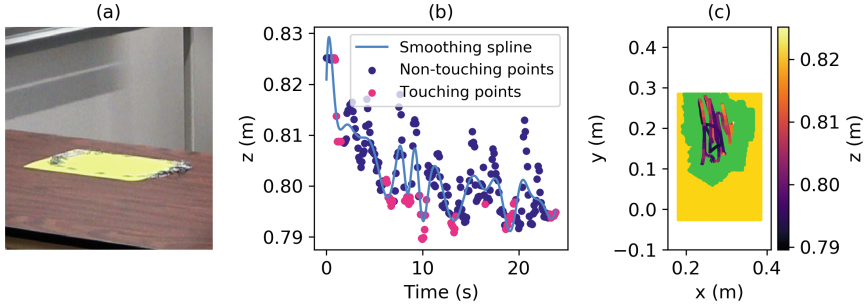 (a)
(b)
(c)
0.83
0.82
0.81
0.80
0.79
z (m)
Smoothing spline
Non-touching points
Touching points
0
10
20
Time (s)
0.4
0.3
0.2
0.1
0.0
−0.1
y (m)
0.2
0.4
x (m)
0.82
0.81
0.80
0.79
z (m)